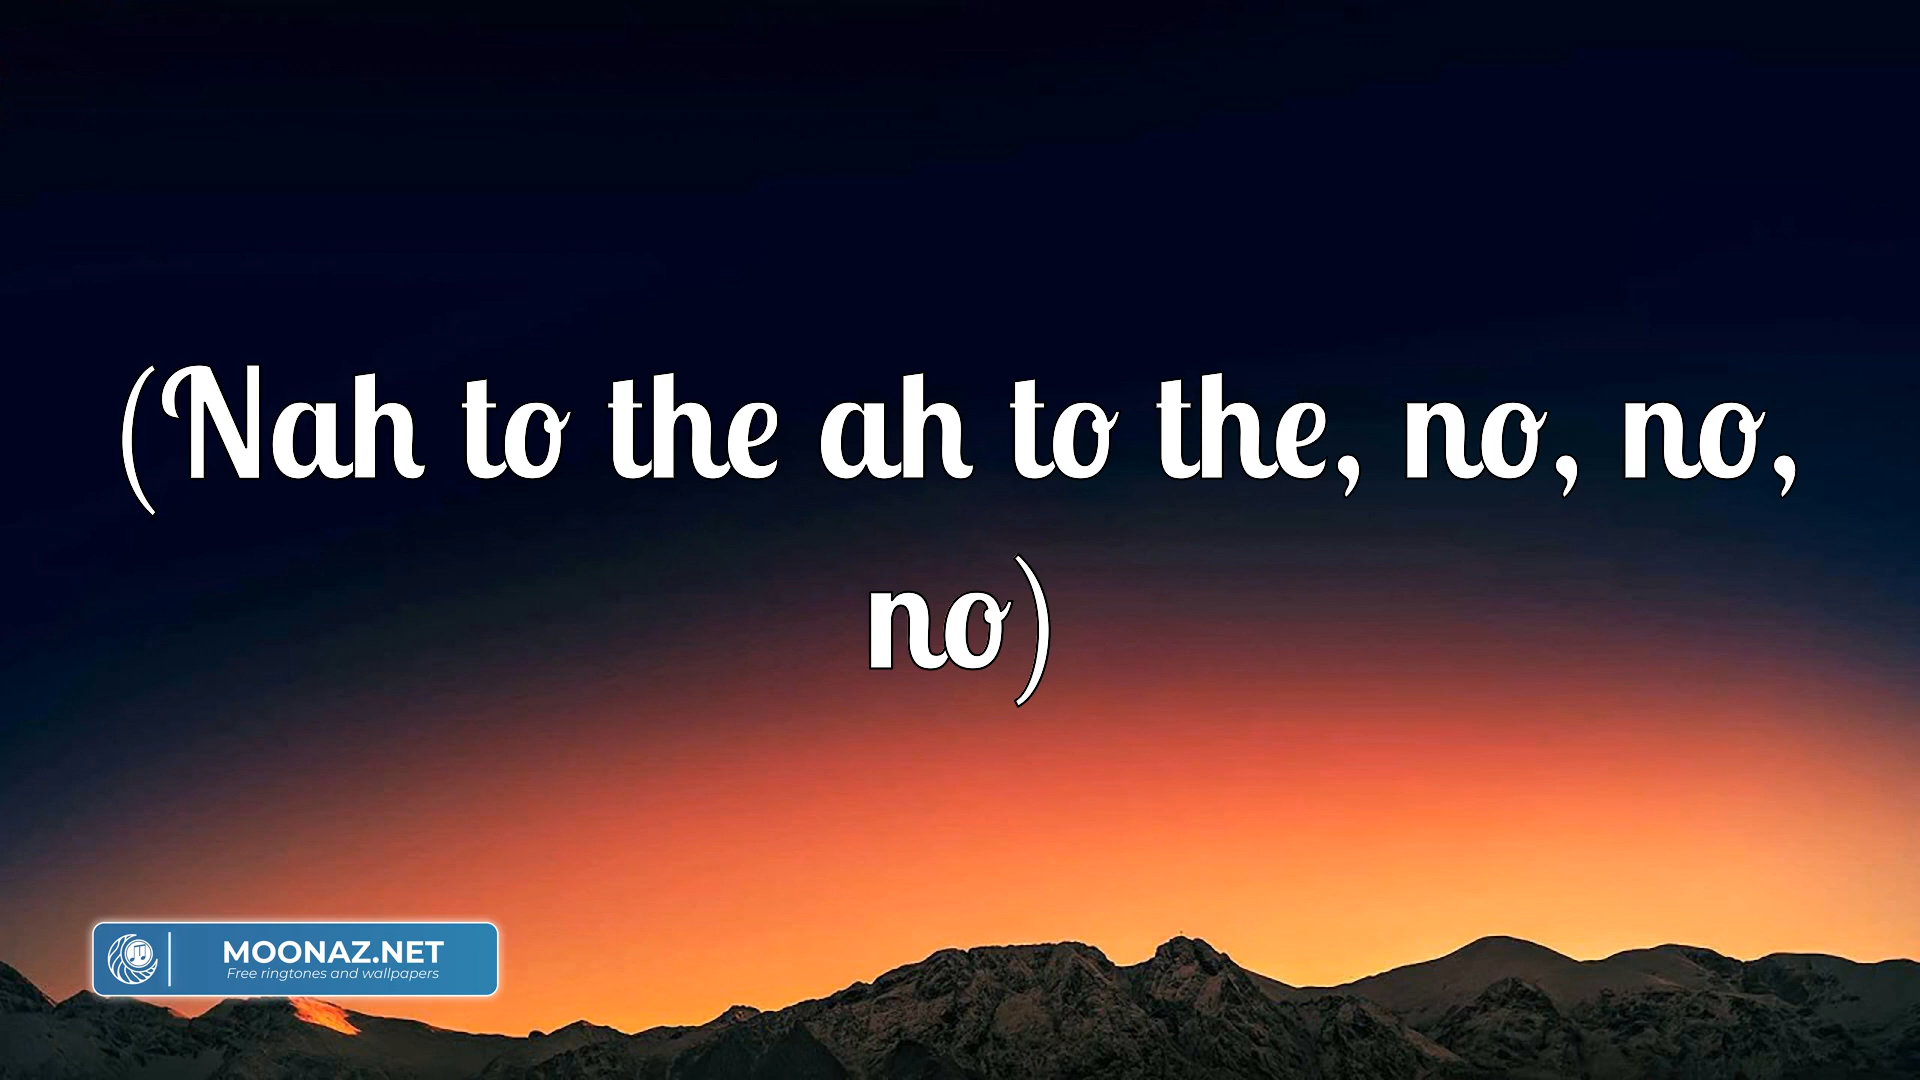 (Nah to the ah to the, no, no,
no)
MOONAZ.NET
Free ringtones and wallpapers